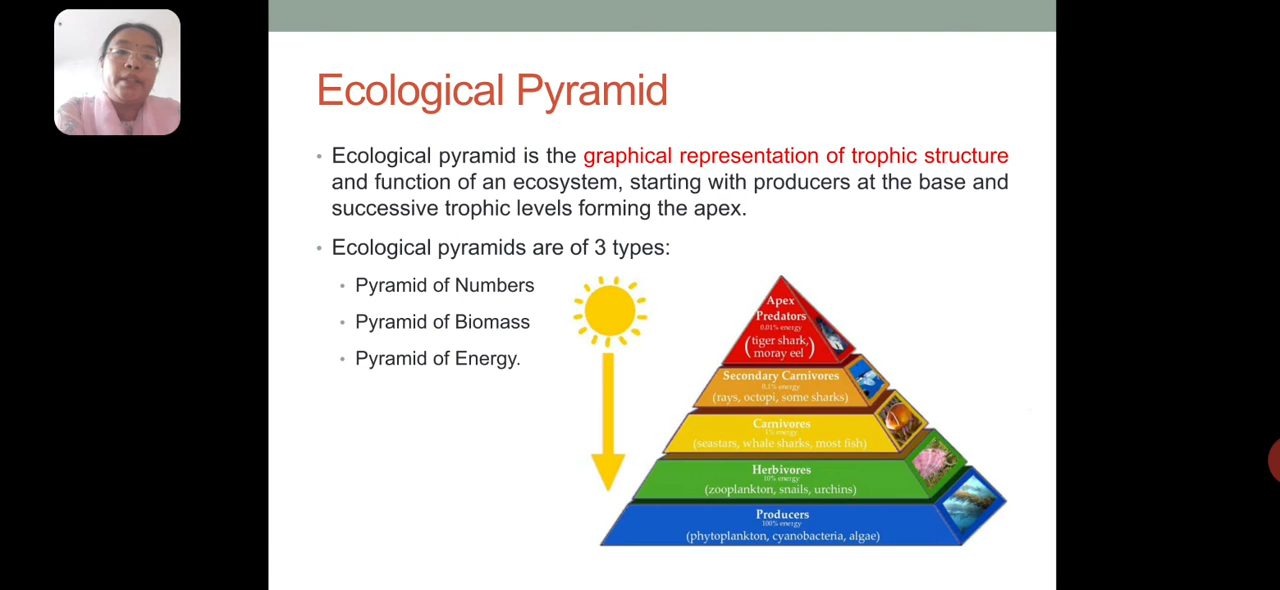 Ecological Pyramid
• Ecological pyramid is the graphical representation of trophic structure
and function of an ecosystem, starting with producers at the base and
successive trophic levels forming the apex.
• Ecological pyramids are of 3 types:
• Pyramid of Numbers
• Pyramid of Biomass
• Pyramid of Energy.
Apex
Predators
0.01% energy
(tiger shark,
moray eel)
Secondary Carnivores
0.1% energy
(rays, octopi, some sharks)
Carnivores
1% energy
(seastars, whale sharks, most fish)
Herbivores
10% energy
(zooplankton, snails, urchins)
Producers
100% energy
(phytoplankton, cyanobacteria, algae)